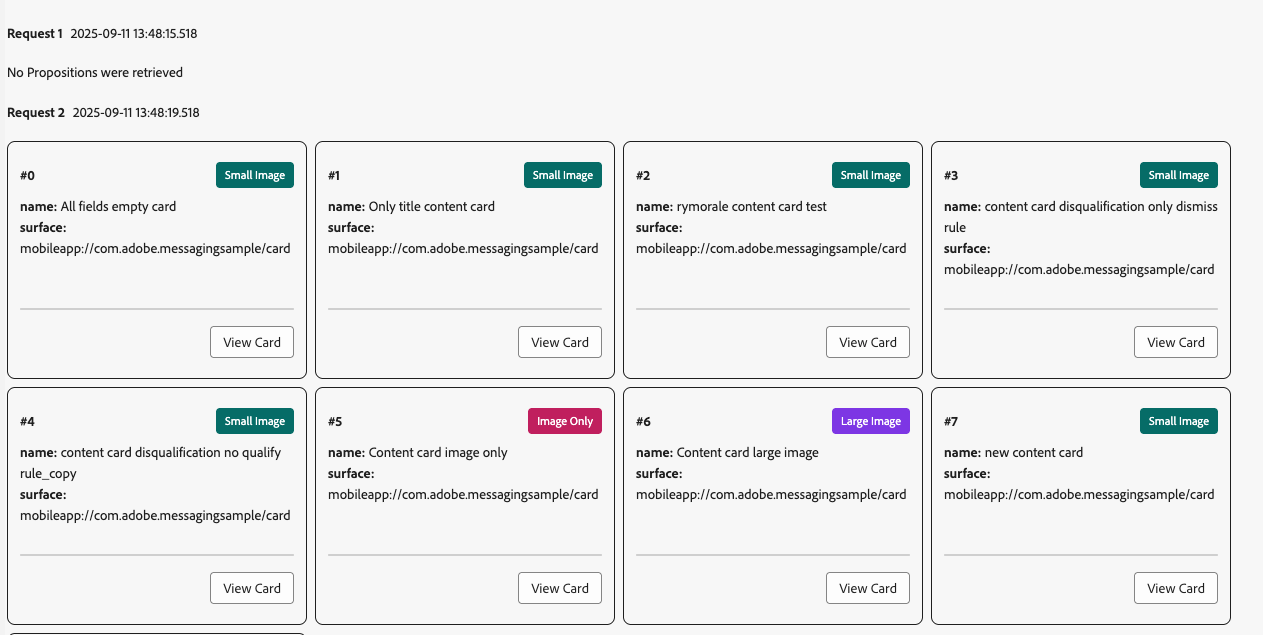 Request 1 2025-09-11 13:48:15.518
No Propositions were retrieved
Request 2 2025-09-11 13:48:19.518
#0 Small Image
name: All fields empty card
surface:
mobileapp://com.adobe.messagingsample/card
View Card
#1 Small Image
name: Only title content card
surface:
mobileapp://com.adobe.messagingsample/card
View Card
#2 Small Image
name: rymorale content card test
surface:
mobileapp://com.adobe.messagingsample/card
View Card
#3 Small Image
name: content card disqualification only dismiss
rule
surface:
mobileapp://com.adobe.messagingsample/card
View Card
#4 Small Image
name: content card disqualification no qualify
rule_copy
surface:
mobileapp://com.adobe.messagingsample/card
View Card
#5 Image Only
name: Content card image only
surface:
mobileapp://com.adobe.messagingsample/card
View Card
#6 Large Image
name: Content card large image
surface:
mobileapp://com.adobe.messagingsample/card
View Card
#7 Small Image
name: new content card
surface:
mobileapp://com.adobe.messagingsample/card
View Card